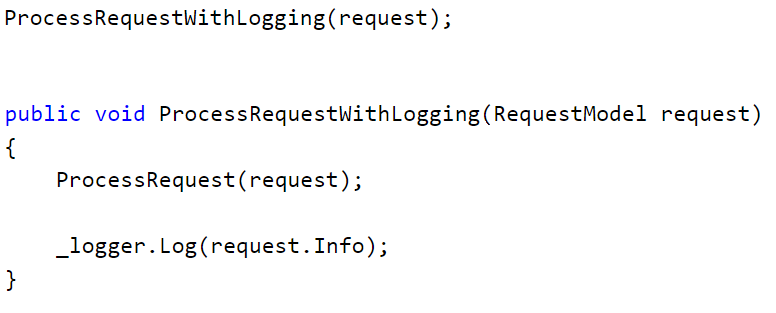 ProcessRequestWithLogging(request);
public void ProcessRequestWithLogging(RequestModel request)
{
    ProcessRequest(request);
    _logger.Log(request.Info);
}